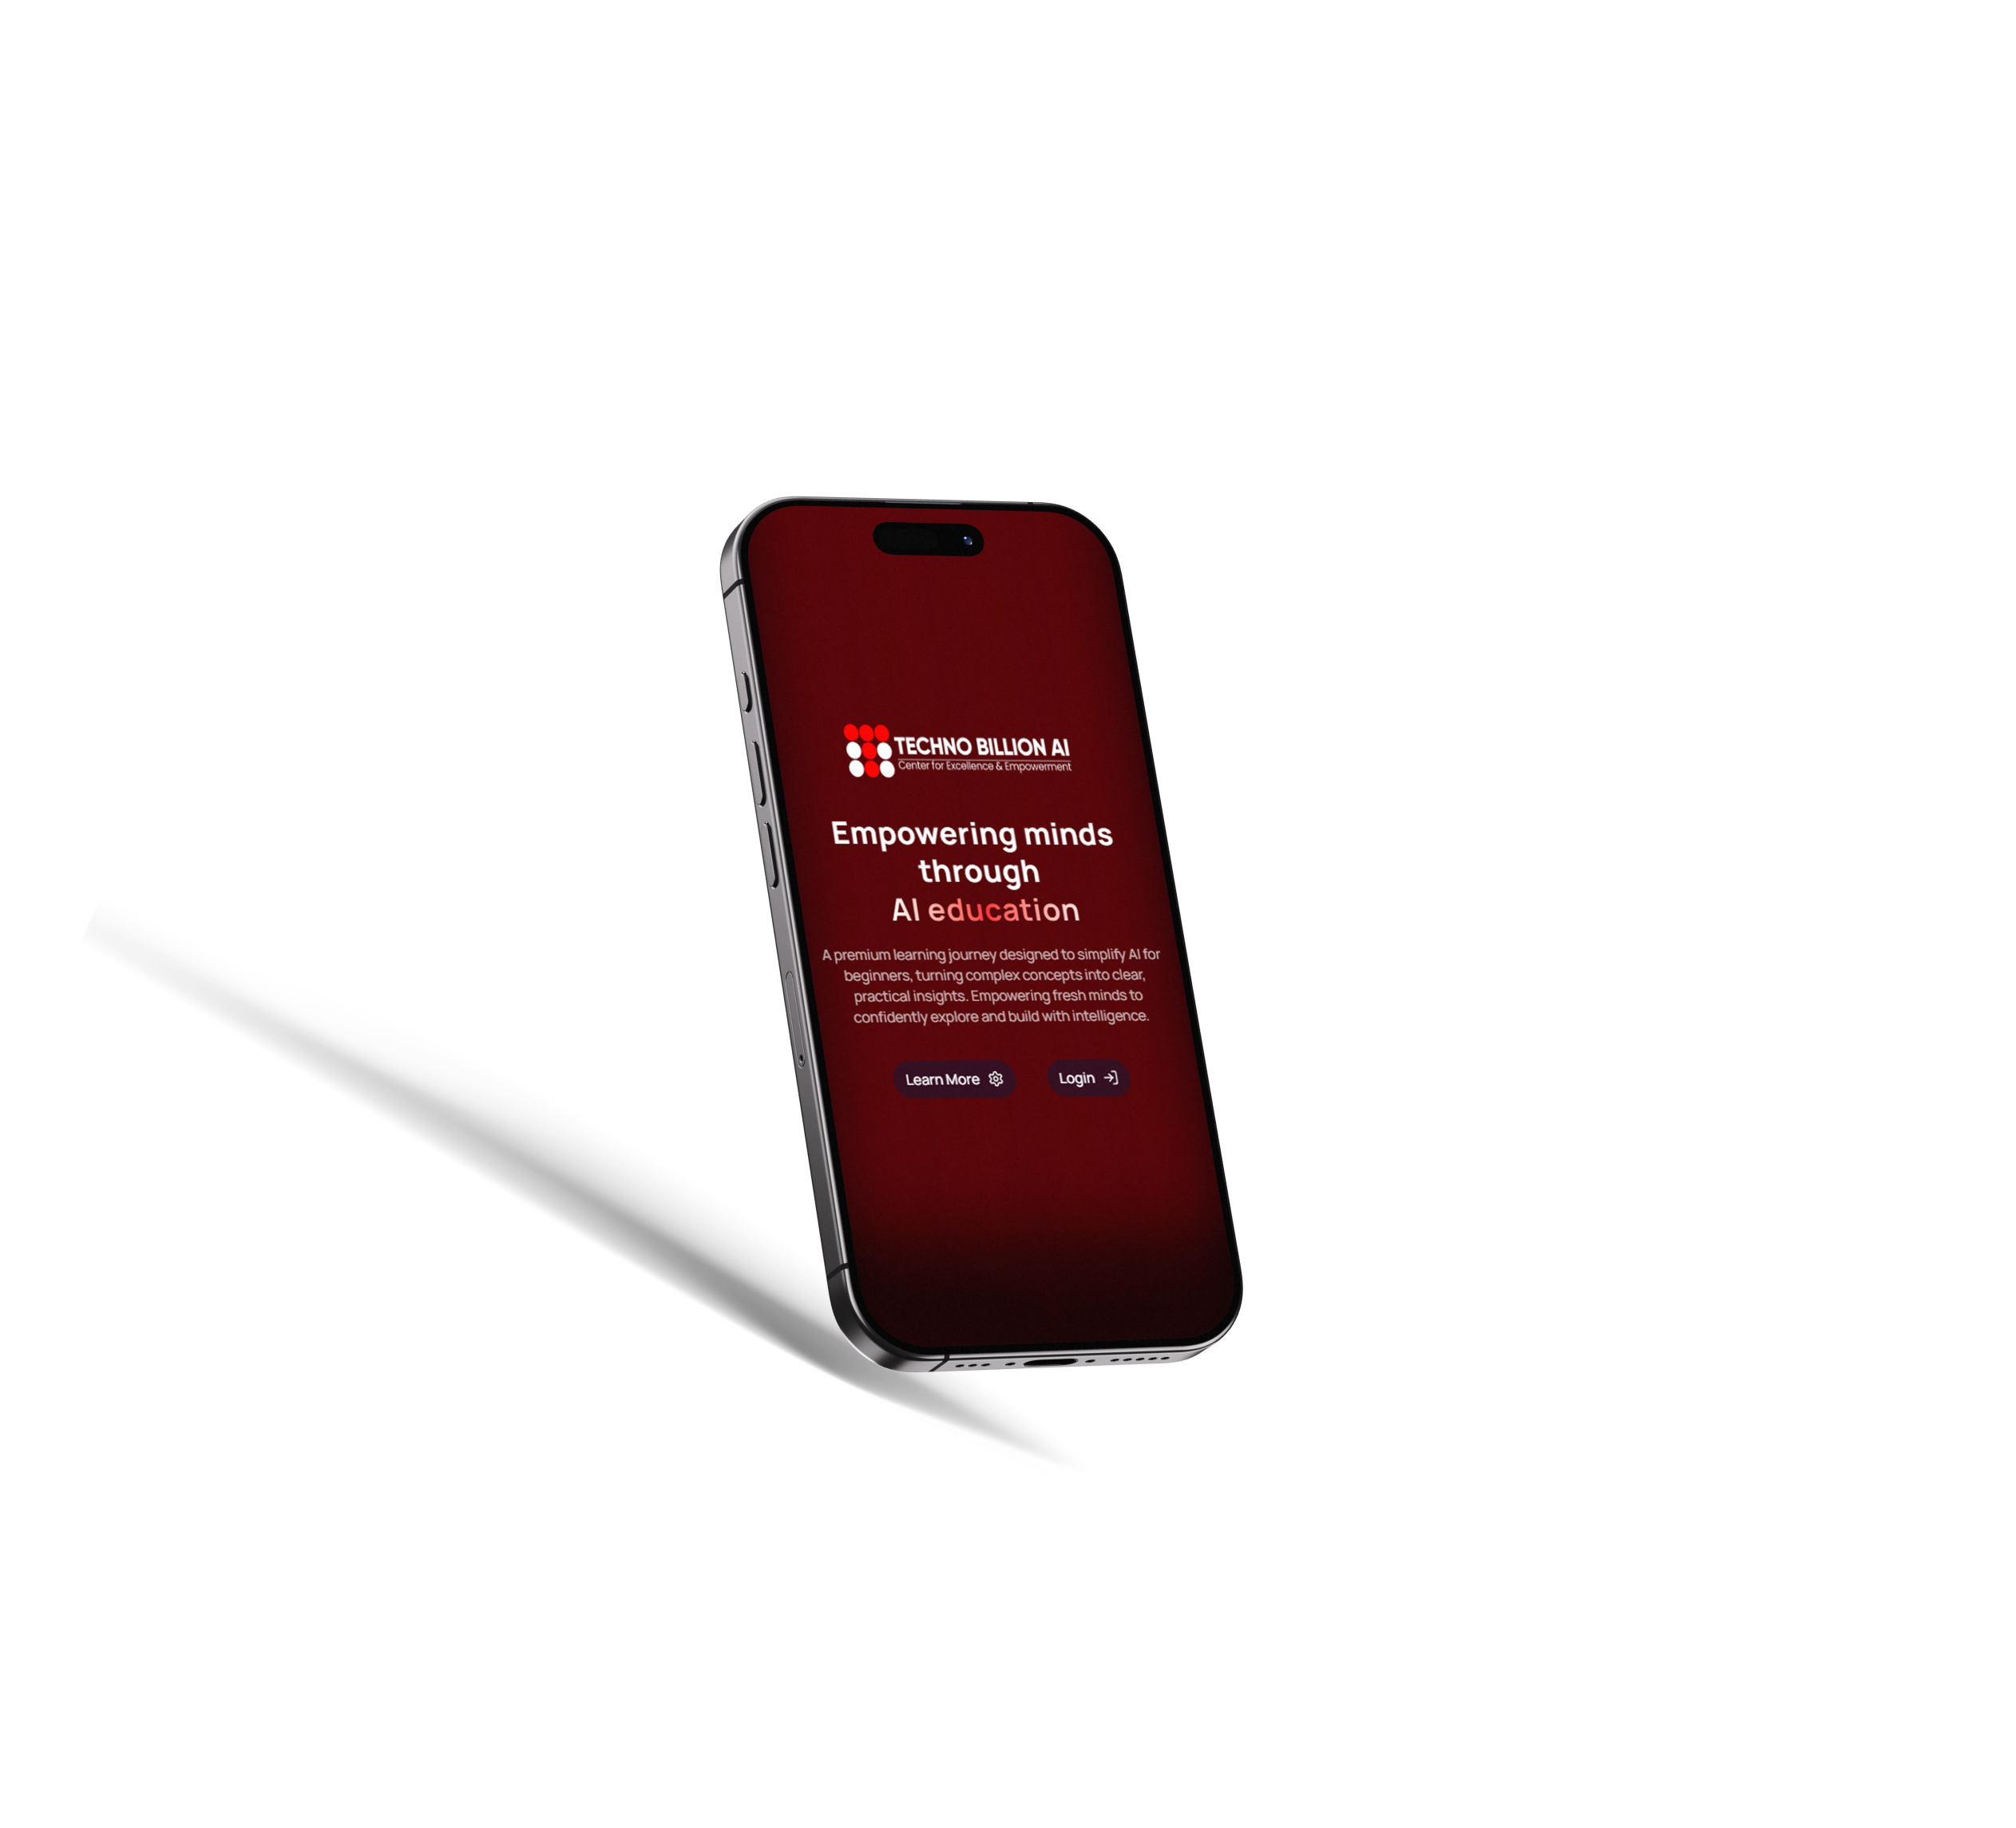 TECHNO BILLION AI
Center for Excellence & Empowerment
Empowering minds
through
AI education
A premium learning journey designed to simplify AI for
beginners, turning complex concepts into clear,
practical insights. Empowering fresh minds to
confidently explore and build with intelligence.
Learn More
Login